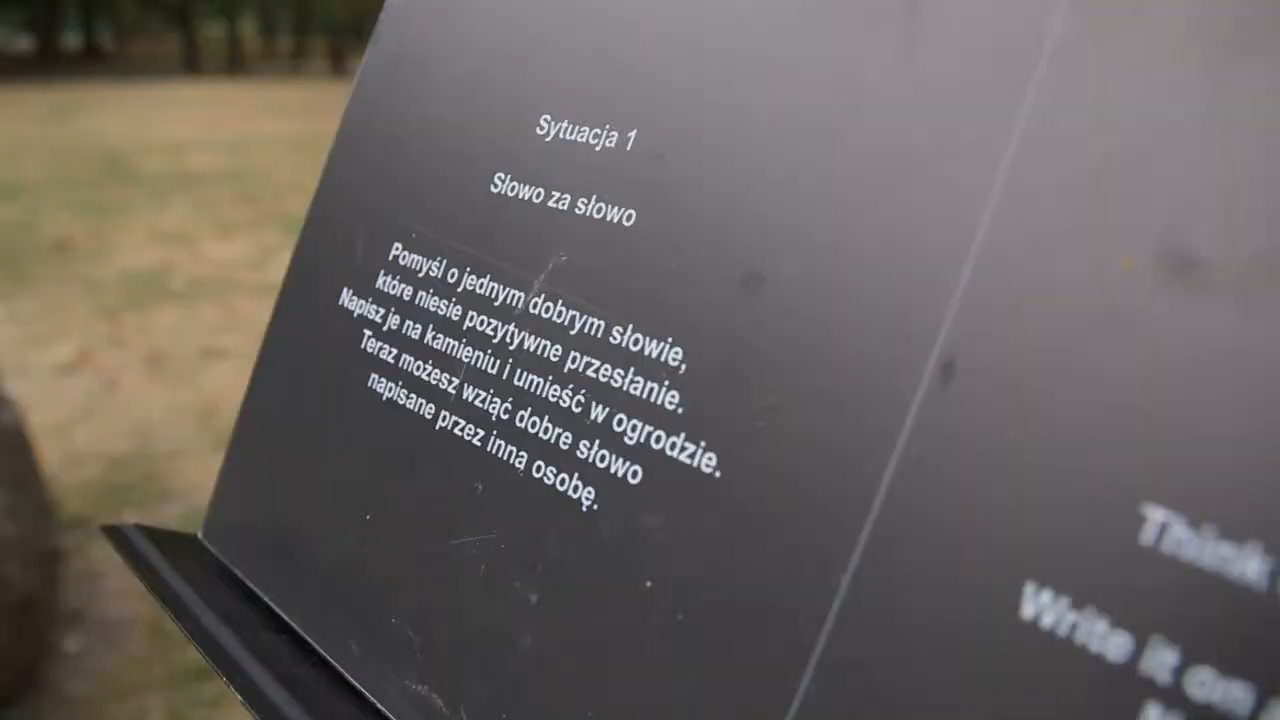 Sytuacja 1
Słowo za słowo
Pomyśl o jednym dobrym słowie,
które niesie pozytywne przesłanie.
Napisz je na kamieniu i umieść w ogrodzie.
Teraz możesz wziąć dobre słowo
napisane przez inną osobę.
Think
Write it on